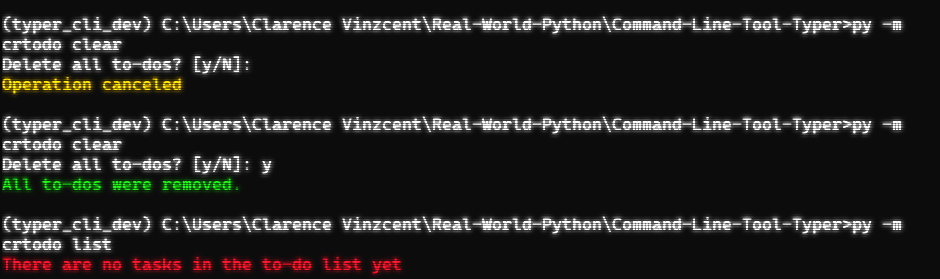 (typer_cli_dev) C:\Users\Clarence Vinzcent\Real-World-Python\Command-Line-Tool-Typer>py -m
crtodo clear
Delete all to-dos? [y/N]:
Operation canceled
(typer_cli_dev) C:\Users\Clarence Vinzcent\Real-World-Python\Command-Line-Tool-Typer>py -m
crtodo clear
Delete all to-dos? [y/N]: y
All to-dos were removed.
(typer_cli_dev) C:\Users\Clarence Vinzcent\Real-World-Python\Command-Line-Tool-Typer>py -m
crtodo list
There are no tasks in the to-do list yet